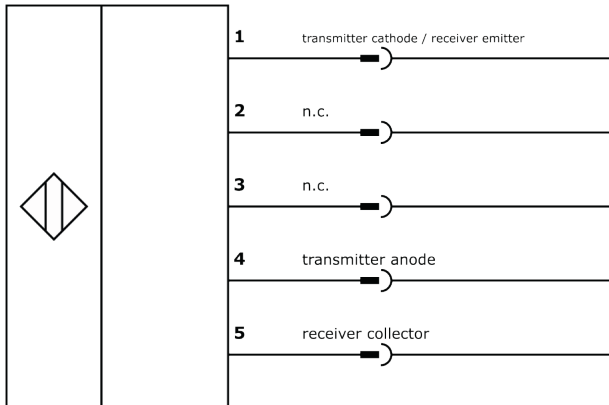 1 transmitter cathode / receiver emitter
2 n.c.
3 n.c.
4 transmitter anode
5 receiver collector